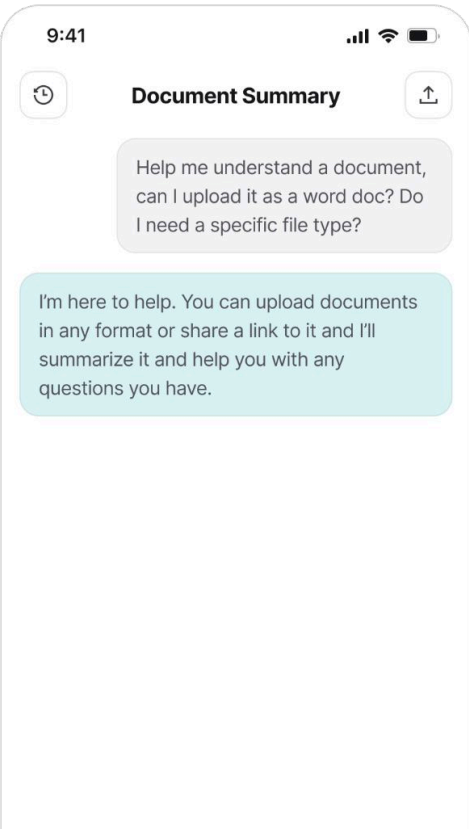 9:41
Document Summary
Help me understand a document,
can I upload it as a word doc? Do
I need a specific file type?
I'm here to help. You can upload documents
in any format or share a link to it and I'll
summarize it and help you with any
questions you have.